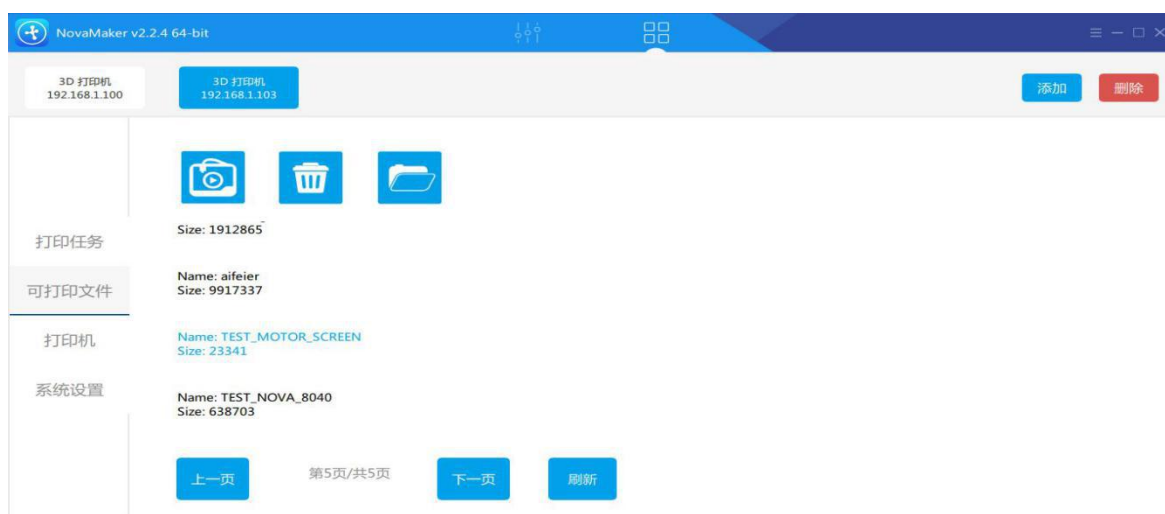 NovaMaker v2.2.4 64-bit
3D 打印机
192.168.1.100
3D 打印机
192.168.1.103
添加
删除
打印任务
可打印文件
打印机
系统设置
Size: 1912865
Name: aifeier
Size: 9917337
Name: TEST_MOTOR_SCREEN
Size: 23341
Name: TEST_NOVA_8040
Size: 638703
上一页
第5页/共5页
下一页
刷新